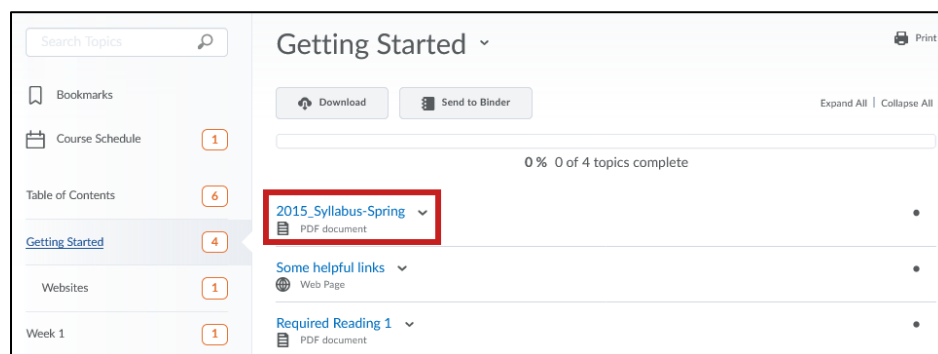 Search Topics
Bookmarks
Course Schedule
1
Table of Contents
6
Getting Started
4
Websites
1
Week 1
1
Getting Started
Print
Download
Send to Binder
Expand All | Collapse All
0 % 0 of 4 topics complete
2015_Syllabus-Spring
PDF document
Some helpful links
Web Page
Required Reading 1
PDF document